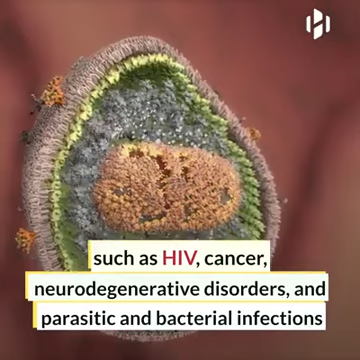 such as HIV, cancer,
neurodegenerative disorders, and
parasitic and bacterial infections